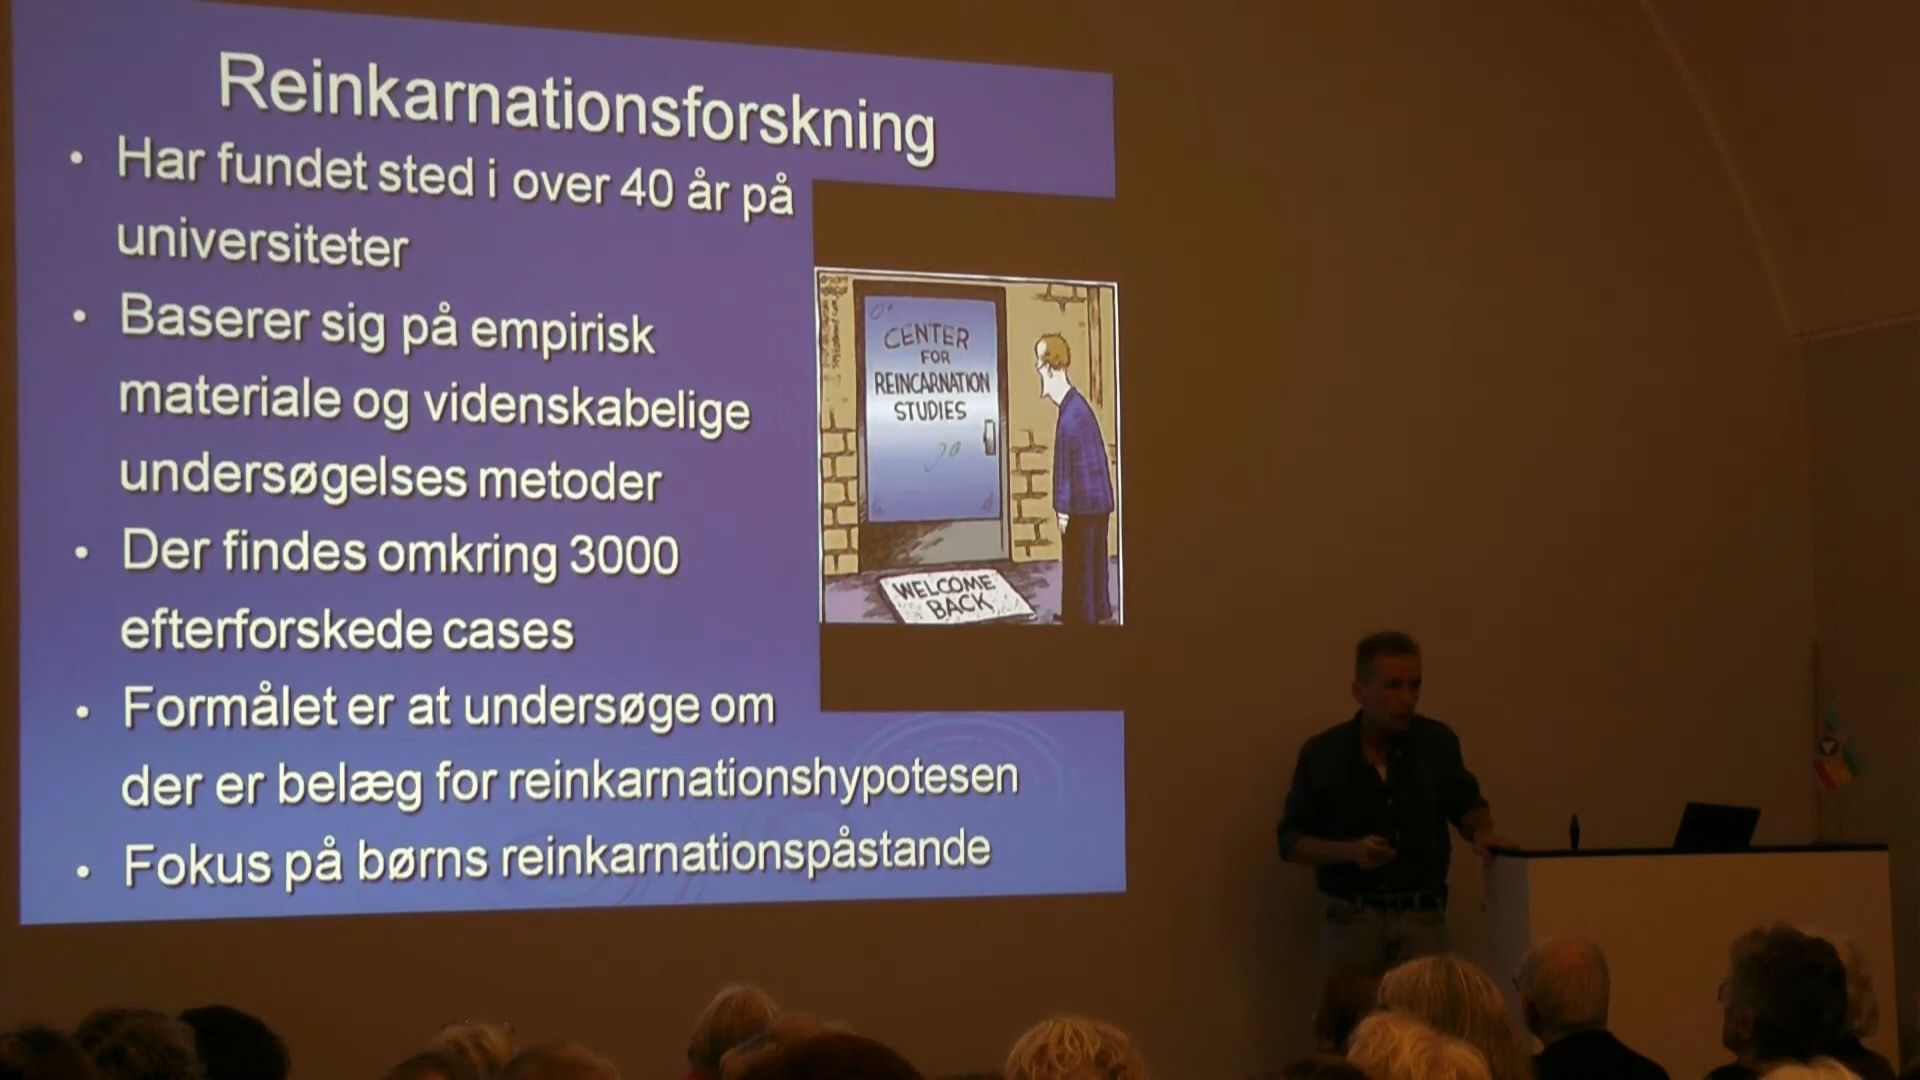 Reinkarnationsforskning
• Har fundet sted i over 40 år på
universiteter
• Baserer sig på empirisk
materiale og videnskabelige
undersøgelses metoder
• Der findes omkring 3000
efterforskede cases
• Formålet er at undersøge om
der er belæg for reinkarnationshypotesen
• Fokus på børns reinkarnationspåstande
CENTER
FOR
REINCARNATION
STUDIES
WELCOME
BACK